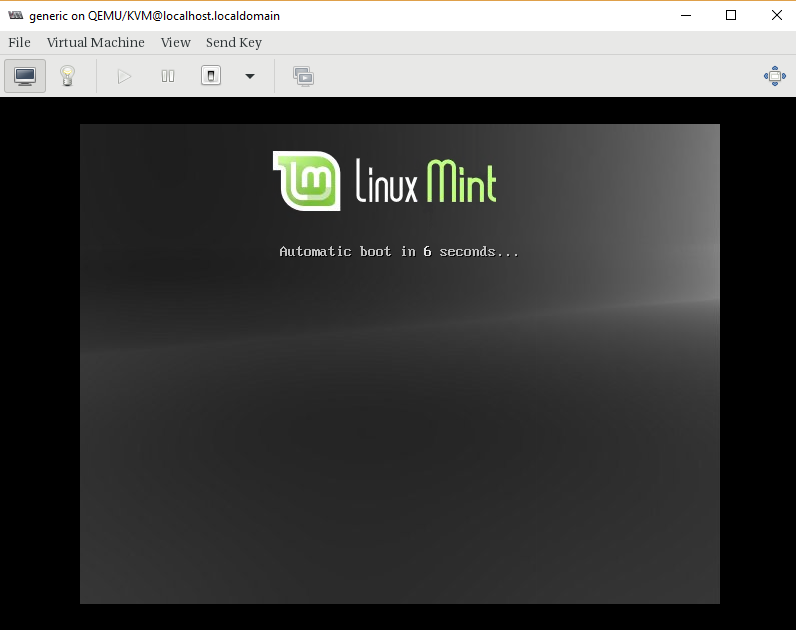 generic on QEMU/KVM@localhost.localdomain
File Virtual Machine View Send Key
lm Linux Mint
Automatic boot in 6 seconds...